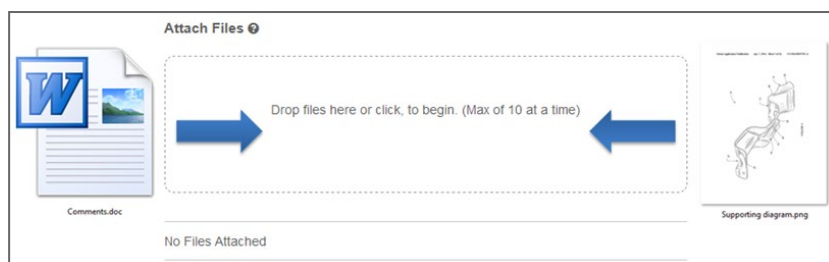 Attach Files ?
W
Drop files here or click, to begin. (Max of 10 at a time)
Comments.doc
Supporting diagram.png
No Files Attached